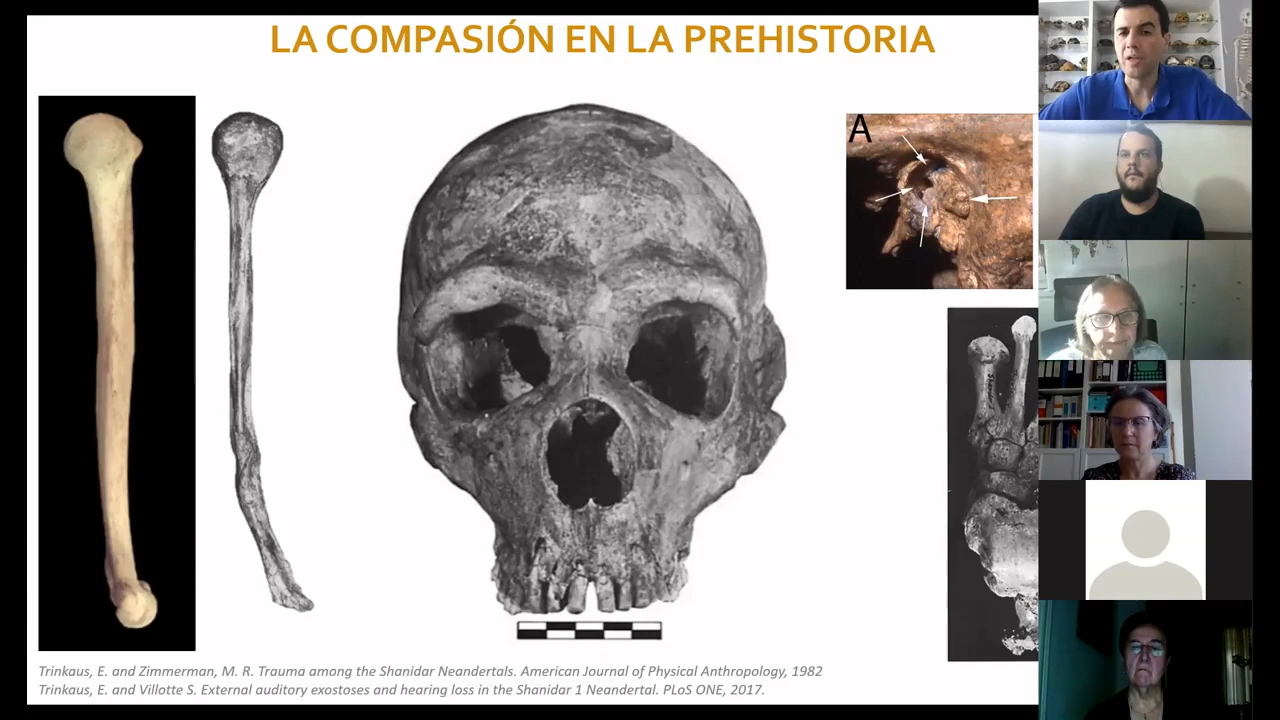 LA COMPASIÓN EN LA PREHISTORIA
A
Trinkaus, E. and Zimmerman, M. R. Trauma among the Shanidar Neandertals. American Journal of Physical Anthropology, 1982
Trinkaus, E. and Villotte S. External auditory exostoses and hearing loss in the Shanidar 1 Neandertal. PLoS ONE, 2017.